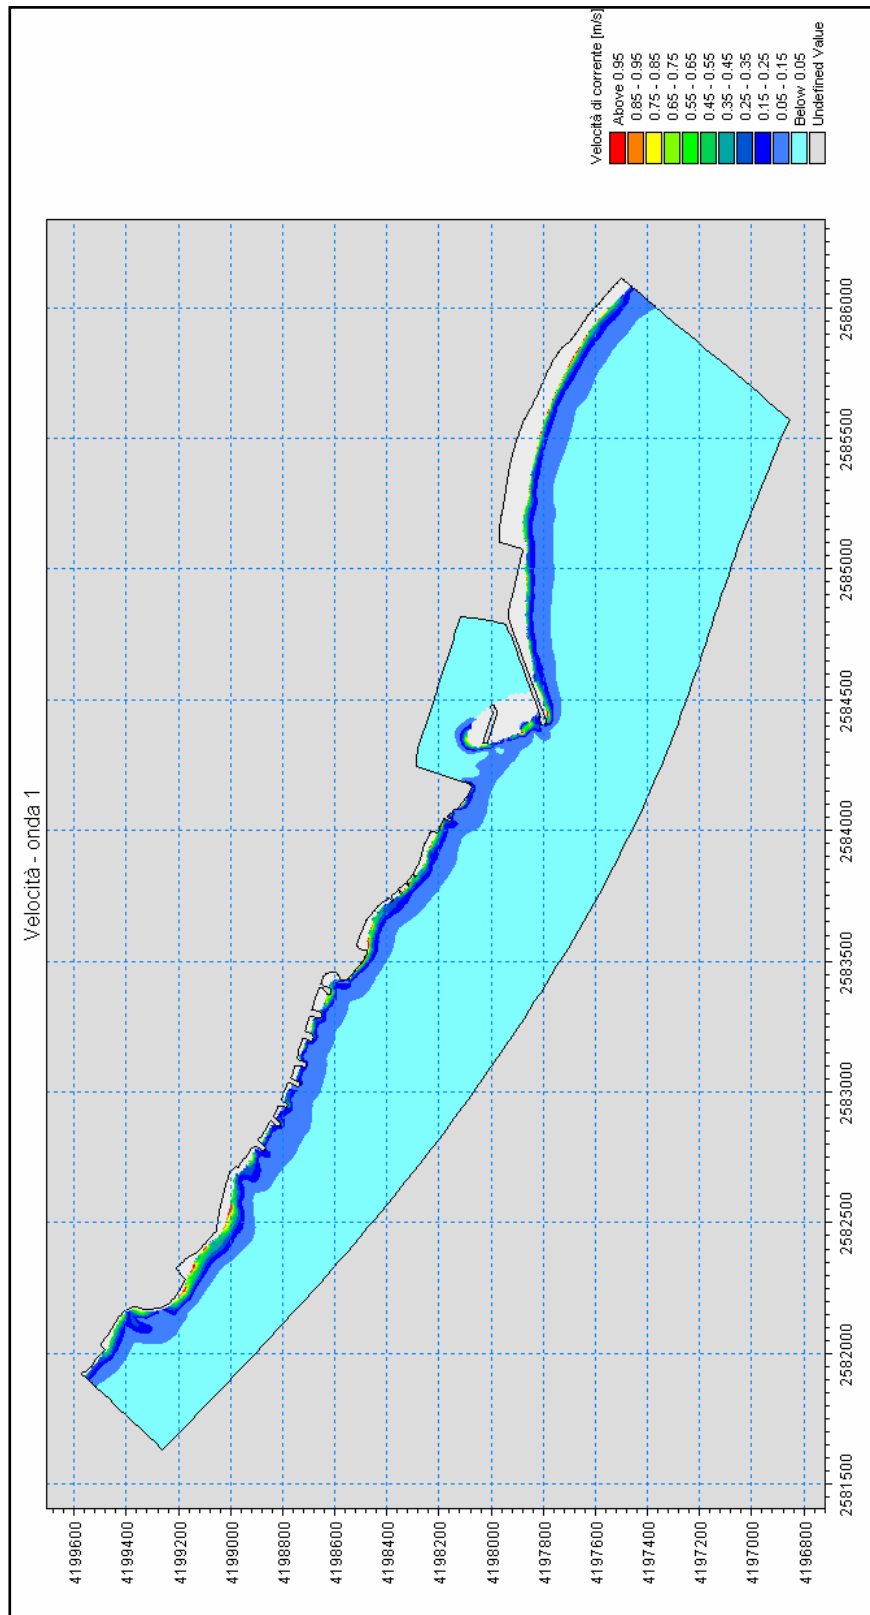 Velocità - onda 1
4199600
4199400
4199200
4199000
4198800
4198600
4198400
4198200
4198000
4197800
4197600
4197400
4197200
4197000
4196800
2581500
2582000
2582500
2583000
2583500
2584000
2584500
2585000
2585500
2586000
Velocità di corrente [m/s]
Above 0.95
0.85 - 0.95
0.75 - 0.85
0.65 - 0.75
0.55 - 0.65
0.45 - 0.55
0.35 - 0.45
0.25 - 0.35
0.15 - 0.25
0.05 - 0.15
Below 0.05
Undefined Value